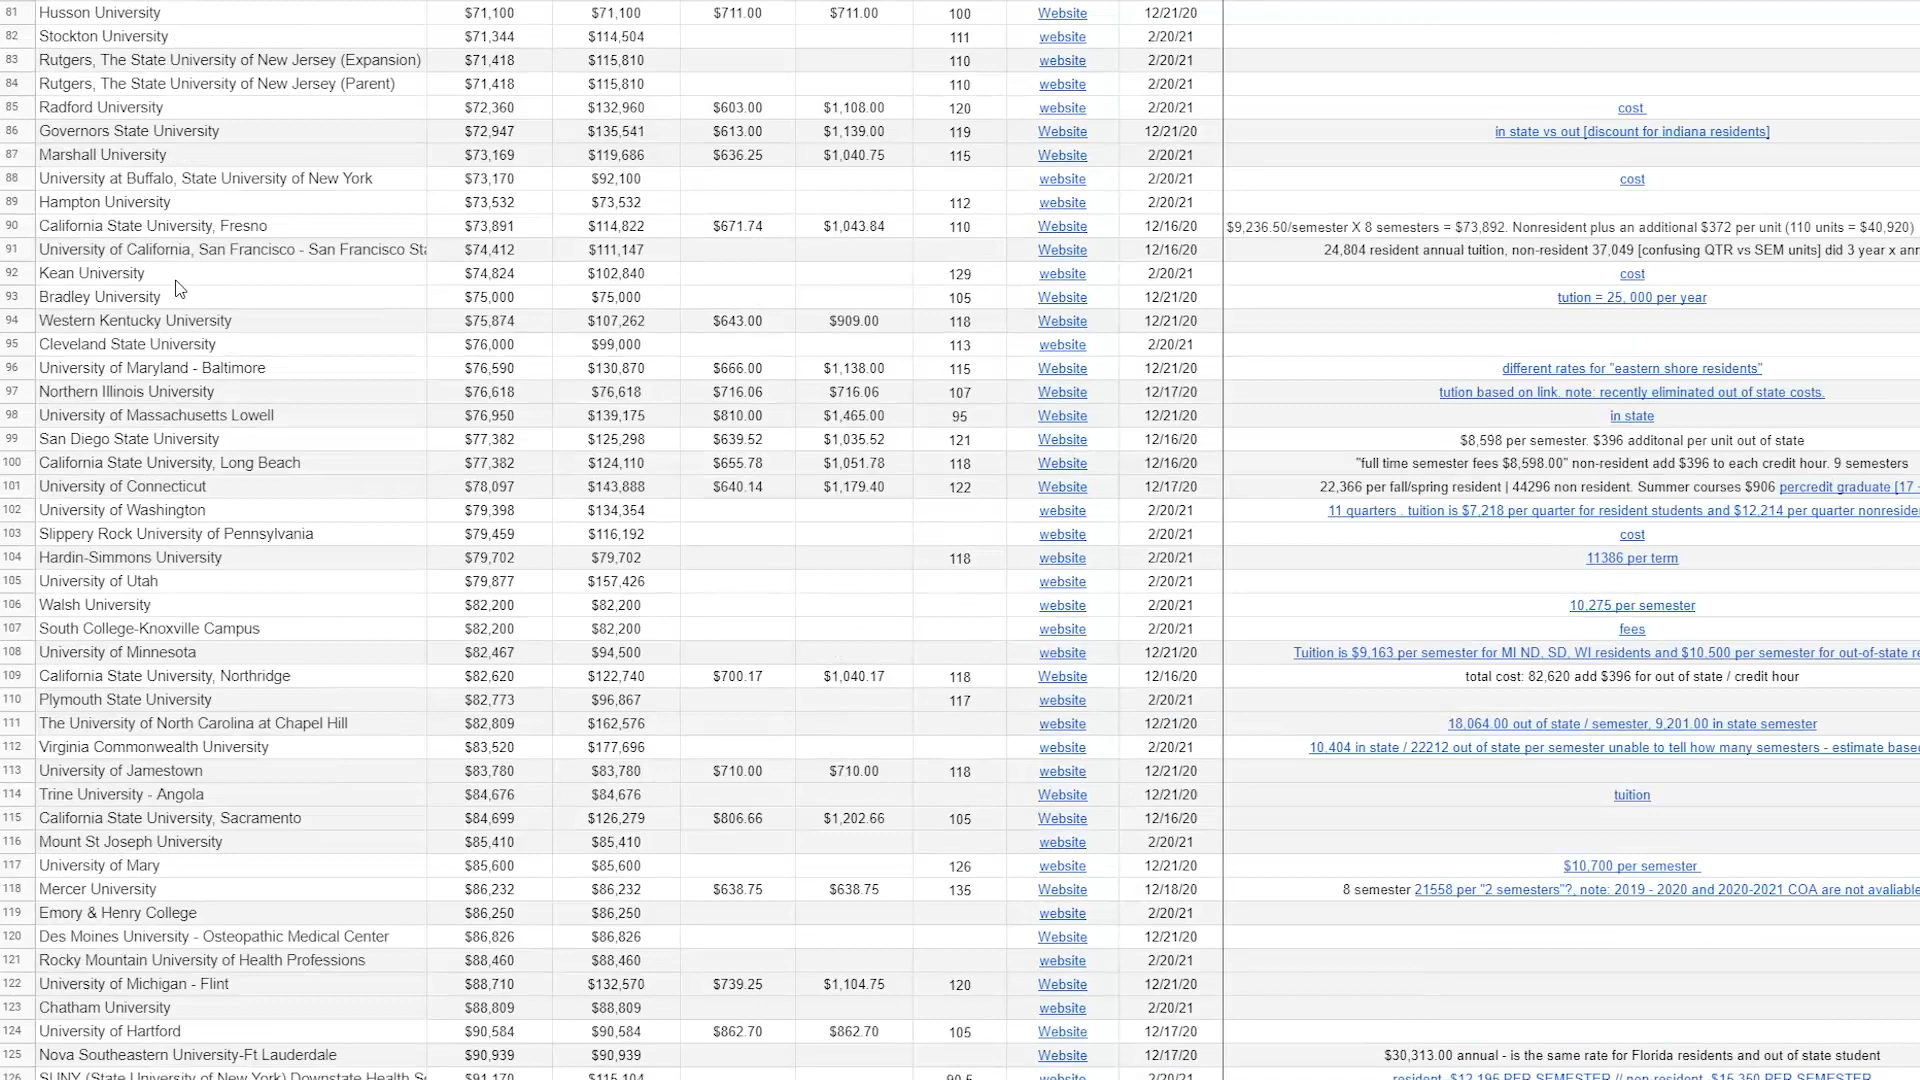 81 Husson University $71,100 $71,100 $711.00 $711.00 100 Website 12/21/20
82 Stockton University $71,344 $114,504 111 website 2/20/21
83 Rutgers, The State University of New Jersey (Expansion) $71,418 $115,810 110 website 2/20/21
84 Rutgers, The State University of New Jersey (Parent) $71,418 $115,810 110 website 2/20/21
85 Radford University $72,360 $132,960 $603.00 $1,108.00 120 website 2/20/21 cost
86 Governors State University $72,947 $135,541 $613.00 $1,139.00 119 Website 12/21/20 in state vs out [discount for indiana residents]
87 Marshall University $73,169 $119,686 $636.25 $1,040.75 115 Website 2/20/21
88 University at Buffalo, State University of New York $73,170 $92,100 website 2/20/21 cost
89 Hampton University $73,532 $73,532 112 website 2/20/21
90 California State University, Fresno $73,891 $114,822 $671.74 $1,043.84 110 Website 12/16/20 $9,236.50/semester X 8 semesters = $73,892. Nonresident plus an additional $372 per unit (110 units = $40,920)
91 University of California, San Francisco - San Francisco Sta $74,412 $111,147 Website 12/16/20 24,804 resident annual tuition, non-resident 37,049 [confusing QTR vs SEM units] did 3 year x ann
92 Kean University $74,824 $102,840 129 website 2/20/21 cost
93 Bradley University $75,000 $75,000 105 Website 12/21/20 tution = 25, 000 per year
94 Western Kentucky University $75,874 $107,262 $643.00 $909.00 118 Website 12/21/20
95 Cleveland State University $76,000 $99,000 113 website 2/20/21
96 University of Maryland - Baltimore $76,590 $130,870 $666.00 $1,138.00 115 Website 12/21/20 different rates for "eastern shore residents"
97 Northern Illinois University $76,618 $76,618 $716.06 $716.06 107 Website 12/17/20 tution based on link. note: recently eliminated out of state costs.
98 University of Massachusetts Lowell $76,950 $139,175 $810.00 $1,465.00 95 Website 12/21/20 in state
99 San Diego State University $77,382 $125,298 $639.52 $1,035.52 121 Website 12/16/20 $8,598 per semester. $396 additonal per unit out of state
100 California State University, Long Beach $77,382 $124,110 $655.78 $1,051.78 118 Website 12/16/20 "full time semester fees $8,598.00" non-resident add $396 to each credit hour. 9 semesters
101 University of Connecticut $78,097 $143,888 $640.14 $1,179.40 122 Website 12/17/20 22,366 per fall/spring resident | 44296 non resident. Summer courses $906 percredit graduate [17 -
102 University of Washington $79,398 $134,354 website 2/20/21 11 quarters . tuition is $7,218 per quarter for resident students and $12,214 per quarter nonreside
103 Slippery Rock University of Pennsylvania $79,459 $116,192 website 2/20/21 cost
104 Hardin-Simmons University $79,702 $79,702 118 website 2/20/21 11386 per term
105 University of Utah $79,877 $157,426 website 2/20/21
106 Walsh University $82,200 $82,200 website 2/20/21 10,275 per semester
107 South College-Knoxville Campus $82,200 $82,200 website 2/20/21 fees
108 University of Minnesota $82,467 $94,500 Website 12/21/20 Tuition is $9,163 per semester for MI ND, SD, WI residents and $10,500 per semester for out-of-state re
109 California State University, Northridge $82,620 $122,740 $700.17 $1,040.17 118 Website 12/16/20 total cost: 82,620 add $396 for out of state / credit hour
110 Plymouth State University $82,773 $96,867 117 website 2/20/21
111 The University of North Carolina at Chapel Hill $82,809 $162,576 website 12/21/20 18,064.00 out of state / semester, 9,201.00 in state semester
112 Virginia Commonwealth University $83,520 $177,696 website 2/20/21 10,404 in state / 22212 out of state per semester unable to tell how many semesters - estimate base
113 University of Jamestown $83,780 $83,780 $710.00 $710.00 118 Website 12/21/20
114 Trine University - Angola $84,676 $84,676 Website 12/21/20 tuition
115 California State University, Sacramento $84,699 $126,279 $806.66 $1,202.66 105 Website 12/16/20
116 Mount St Joseph University $85,410 $85,410 website 2/20/21
117 University of Mary $85,600 $85,600 126 website 12/21/20 $10,700 per semester
118 Mercer University $86,232 $86,232 $638.75 $638.75 135 Website 12/18/20 8 semester 21558 per "2 semesters"?, note: 2019 - 2020 and 2020-2021 COA are not avaliable
119 Emory & Henry College $86,250 $86,250 website 2/20/21
120 Des Moines University - Osteopathic Medical Center $86,826 $86,826 Website 12/21/20
121 Rocky Mountain University of Health Professions $88,460 $88,460 website 2/20/21
122 University of Michigan - Flint $88,710 $132,570 $739.25 $1,104.75 120 Website 12/21/20
123 Chatham University $88,809 $88,809 website 2/20/21
124 University of Hartford $90,584 $90,584 $862.70 $862.70 105 Website 12/17/20
125 Nova Southeastern University-Ft Lauderdale $90,939 $90,939 Website 12/17/20 $30,313.00 annual - is the same rate for Florida residents and out of state student
126 SUNY (State University of New York) Downstate Health S $91,170 $115,104 90.5 website 2/20/21 resident $12,195 PER SEMESTER // non-resident $15,350 PER SEMESTER